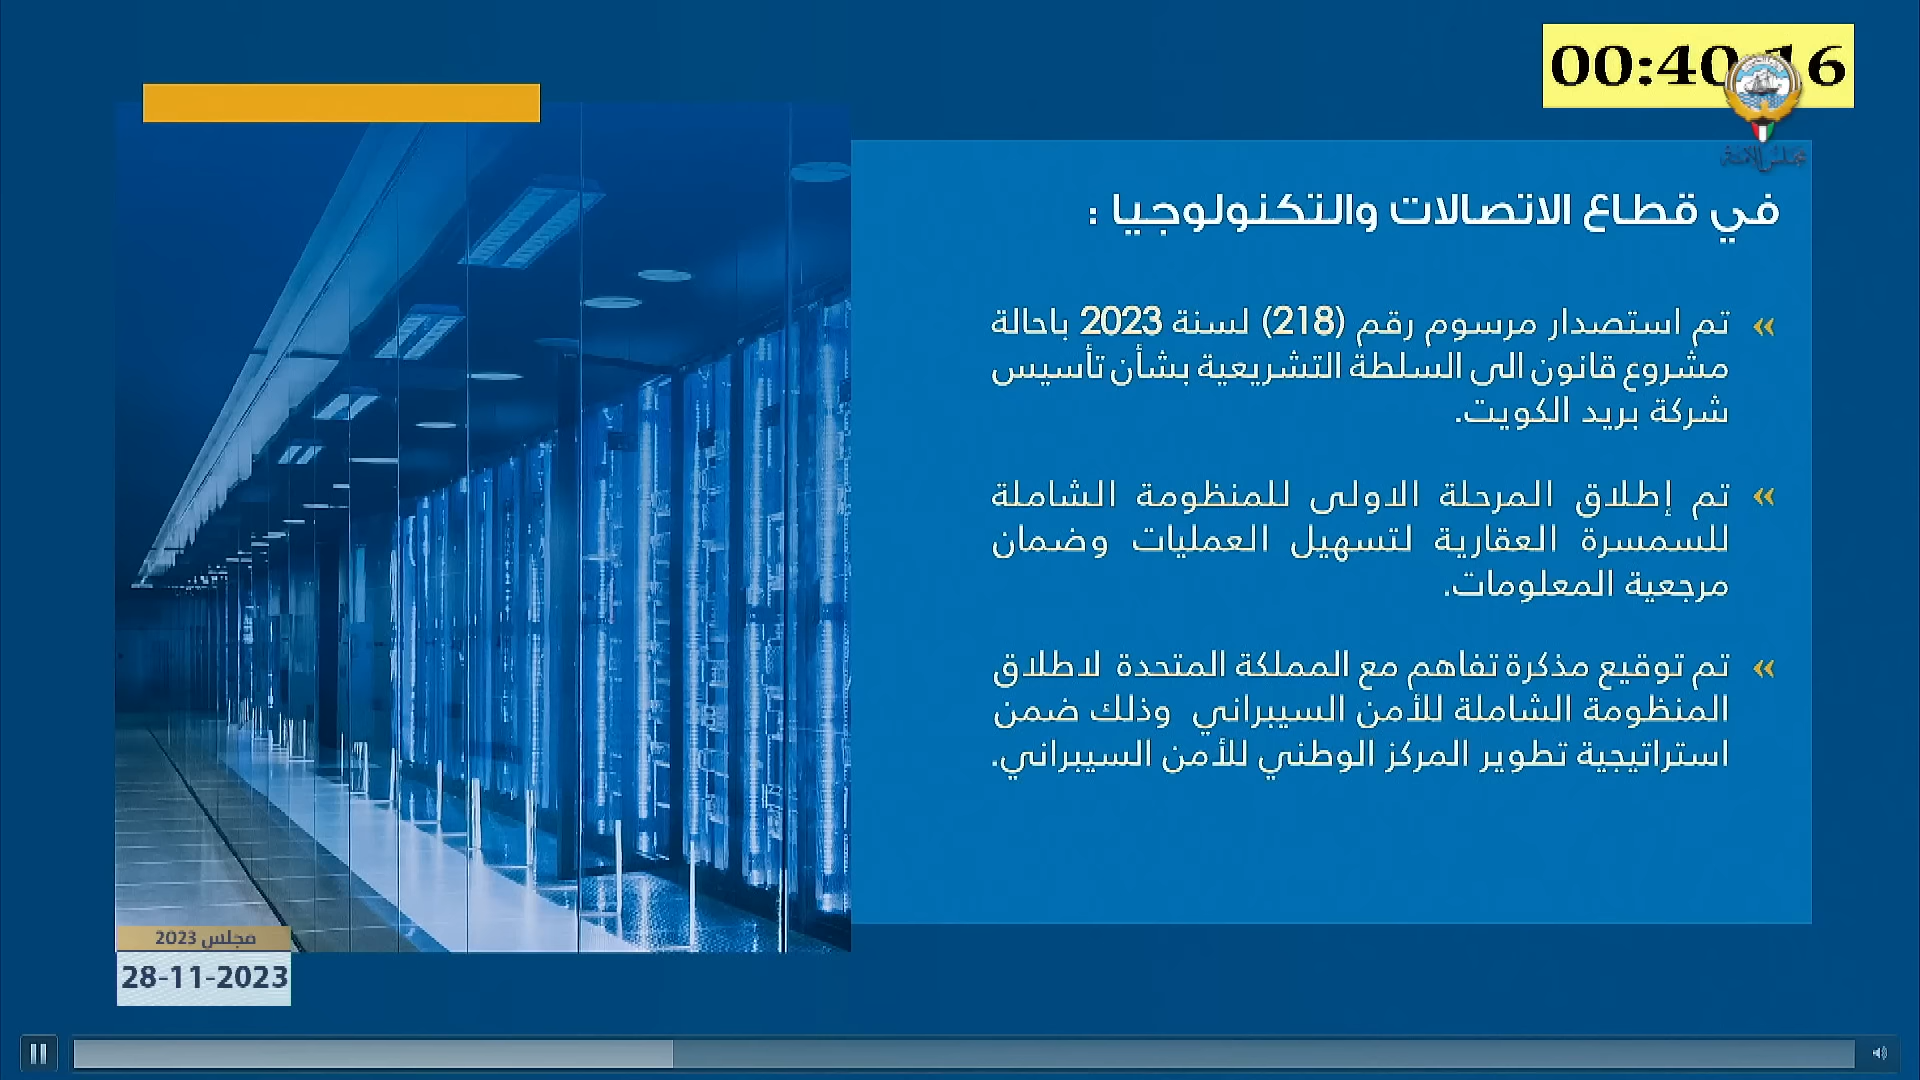 00:40:16
مجلس الأمة
في قطاع الاتصالات والتكنولوجيا :
» تم استصدار مرسوم رقم (218) لسنة 2023 باحالة
مشروع قانون الى السلطة التشريعية بشأن تأسيس
شركة بريد الكويت.
» تم إطلاق المرحلة الاولى للمنظومة الشاملة
للسمسرة العقارية لتسهيل العمليات وضمان
مرجعية المعلومات.
» تم توقيع مذكرة تفاهم مع المملكة المتحدة لاطلاق
المنظومة الشاملة للأمن السيبراني وذلك ضمن
استراتيجية تطوير المركز الوطني للأمن السيبراني.
مجلس 2023
28-11-2023